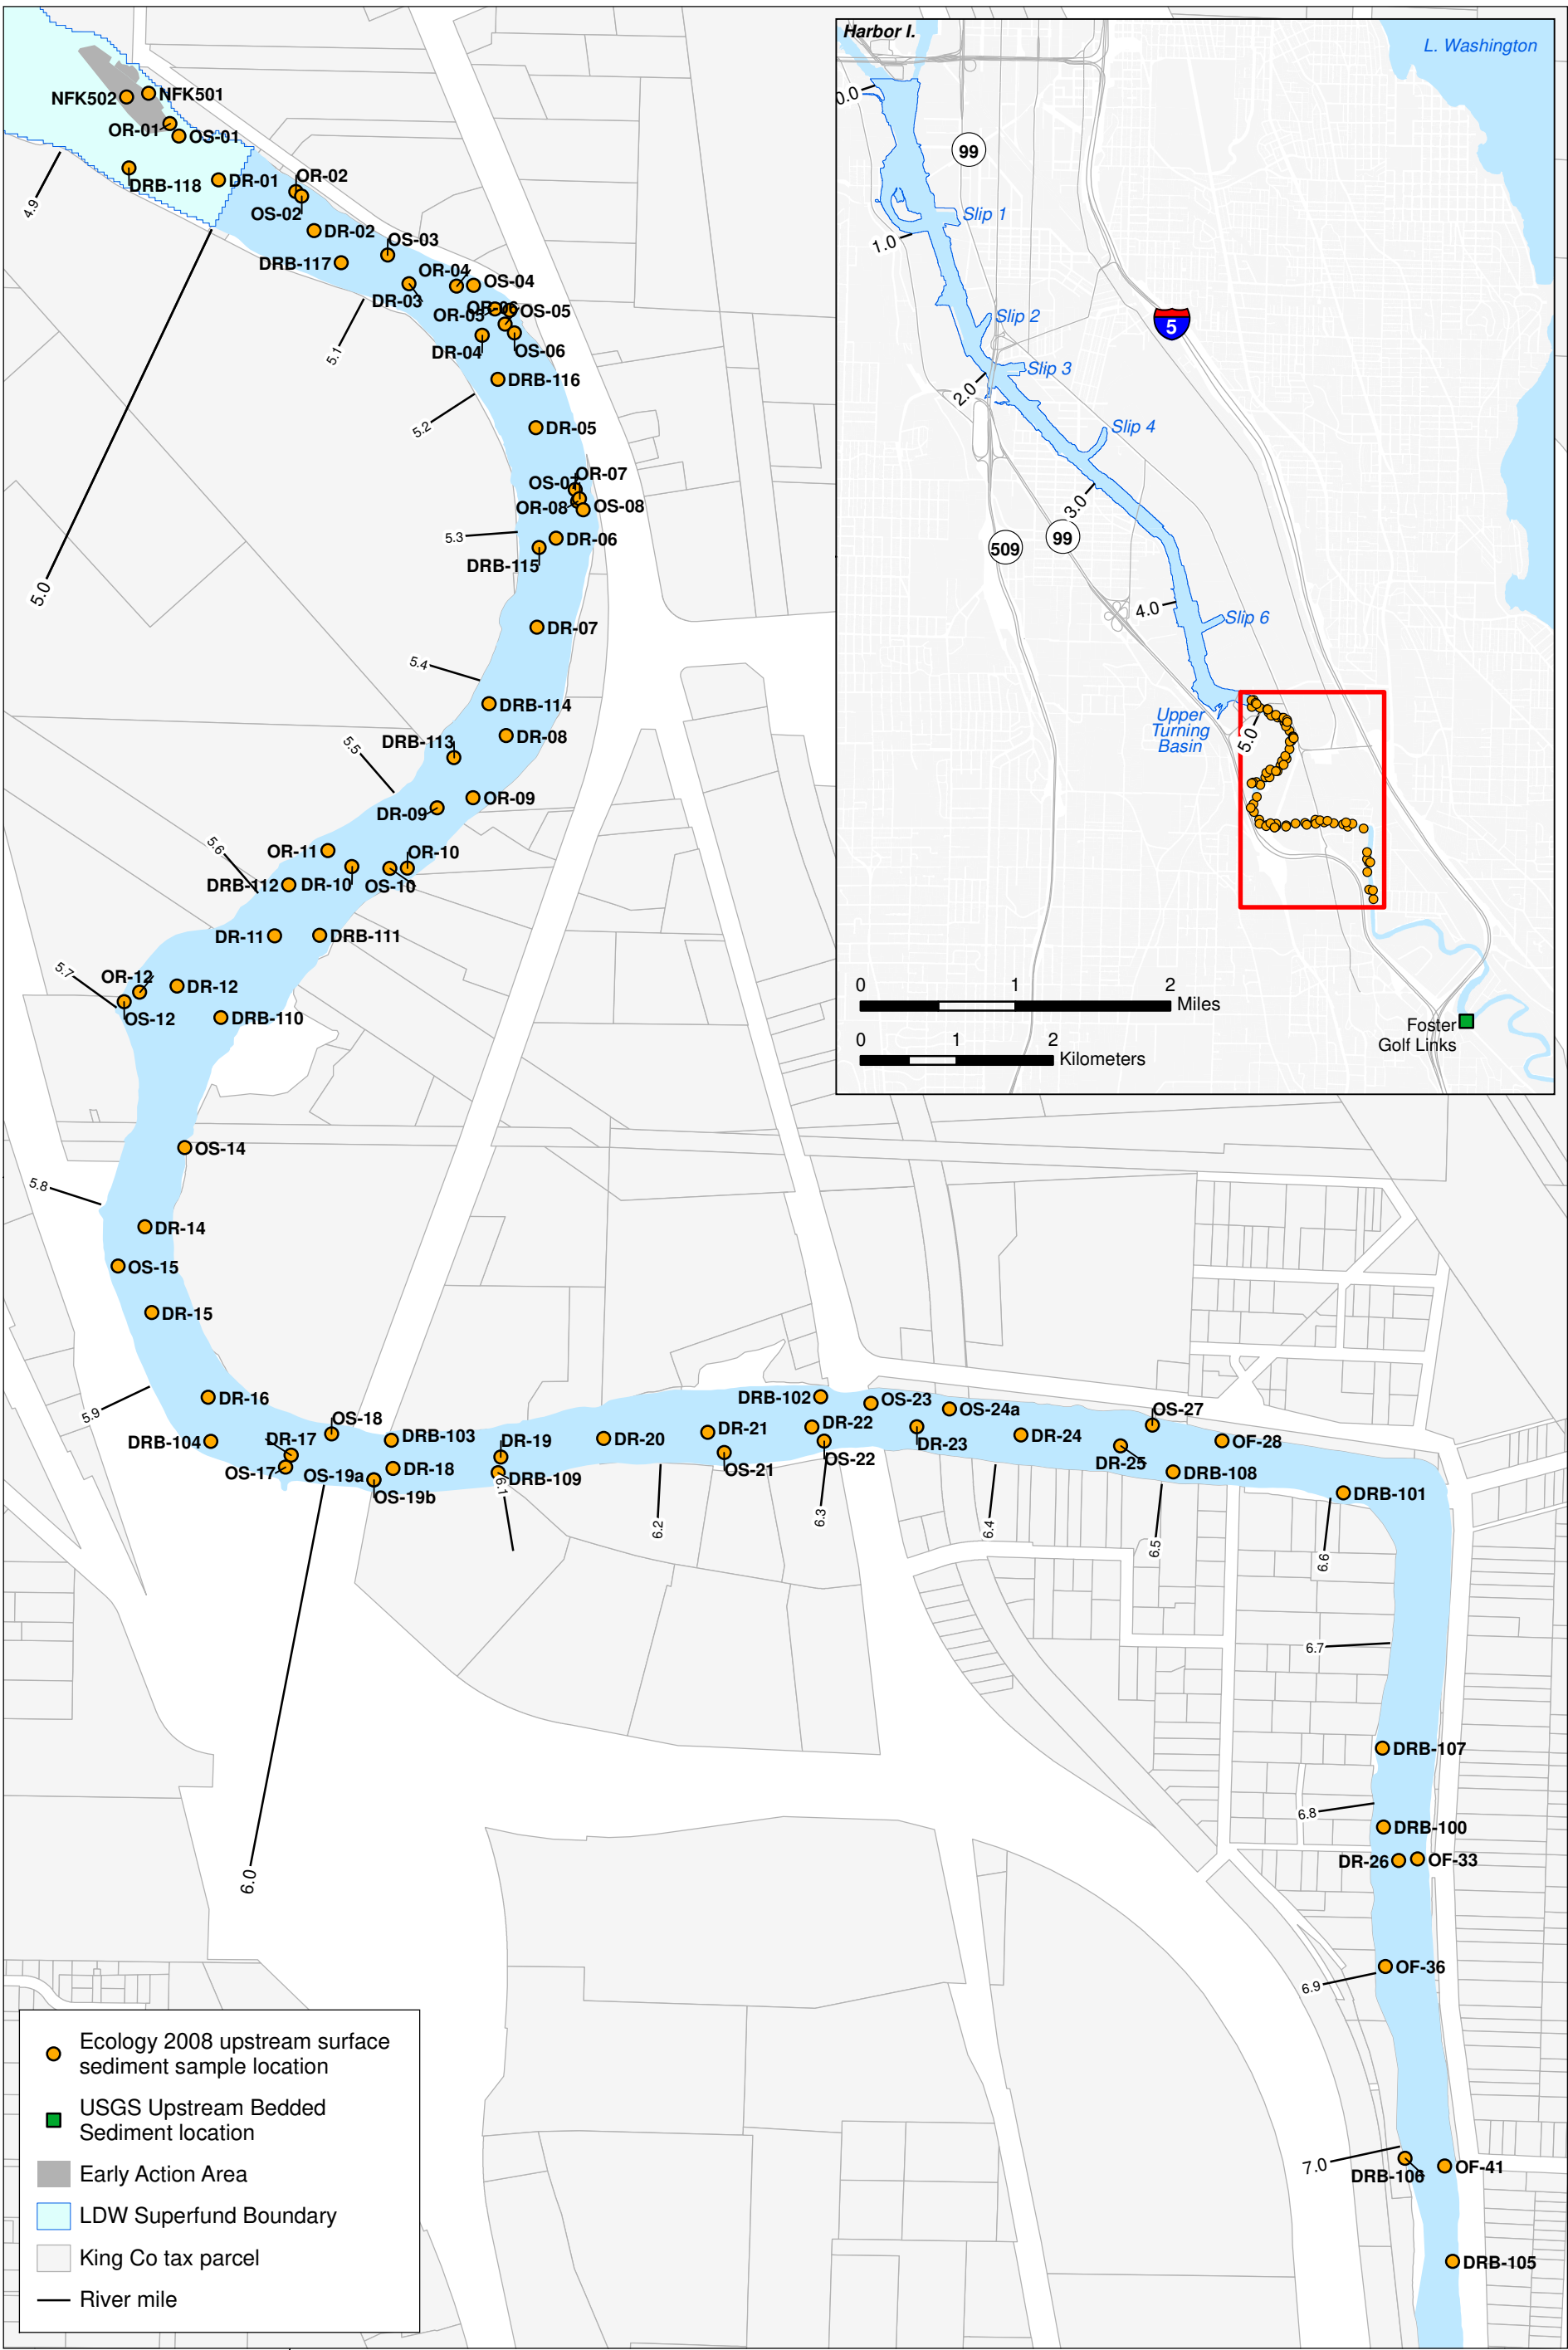 Harbor I.
L. Washington
0.0
99
Slip 1
1.0
Slip 2
5
Slip 3
2.0
Slip 4
3.0
509
99
4.0
Slip 6
Upper
Turning
Basin
5.0
0 1 2
Miles
0 1 2
Kilometers
Foster
Golf Links
NFK502
NFK501
OR-01
OS-01
DRB-118
DR-01
OR-02
OS-02
4.9
DR-02
OS-03
DRB-117
OR-04
OS-04
DR-03
OR-06
OR-05
OS-05
DR-04
OS-06
5.1
DRB-116
5.2
DR-05
OR-07
OS-07
OR-08
OS-08
5.3
DR-06
DRB-115
5.0
DR-07
5.4
DRB-114
DR-08
DRB-113
5.5
OR-09
DR-09
5.6
OR-11
OR-10
DRB-112
DR-10
OS-10
DR-11
DRB-111
5.7
OR-12
DR-12
OS-12
DRB-110
OS-14
5.8
DR-14
OS-15
DR-15
5.9
DR-16
DRB-104
OS-18
DR-17
DRB-103
OS-17
OS-19a
DR-18
OS-19b
DR-19
DRB-109
6.1
DR-20
DR-21
OS-21
6.2
DRB-102
DR-22
OS-22
6.3
OS-23
OS-24a
DR-23
DR-24
6.4
OS-27
DR-25
OF-28
DRB-108
6.5
DRB-101
6.6
6.7
6.0
DRB-107
6.8
DRB-100
DR-26
OF-33
OF-36
6.9
7.0
DRB-106
OF-41
DRB-105
Ecology 2008 upstream surface
sediment sample location
USGS Upstream Bedded
Sediment location
Early Action Area
LDW Superfund Boundary
King Co tax parcel
River mile